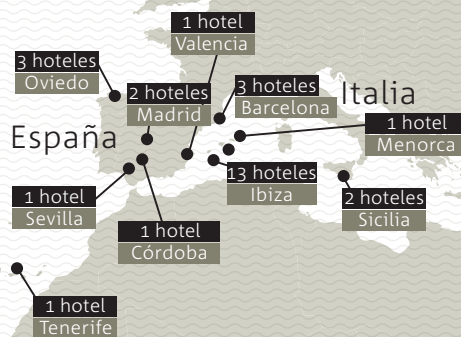 1 hotel
Valencia
3 hoteles
Oviedo
2 hoteles
Madrid
3 hoteles
Barcelona
Italia
España
1 hotel
Menorca
13 hoteles
Ibiza
1 hotel
Sevilla
2 hoteles
Sicilia
1 hotel
Córdoba
1 hotel
Tenerife